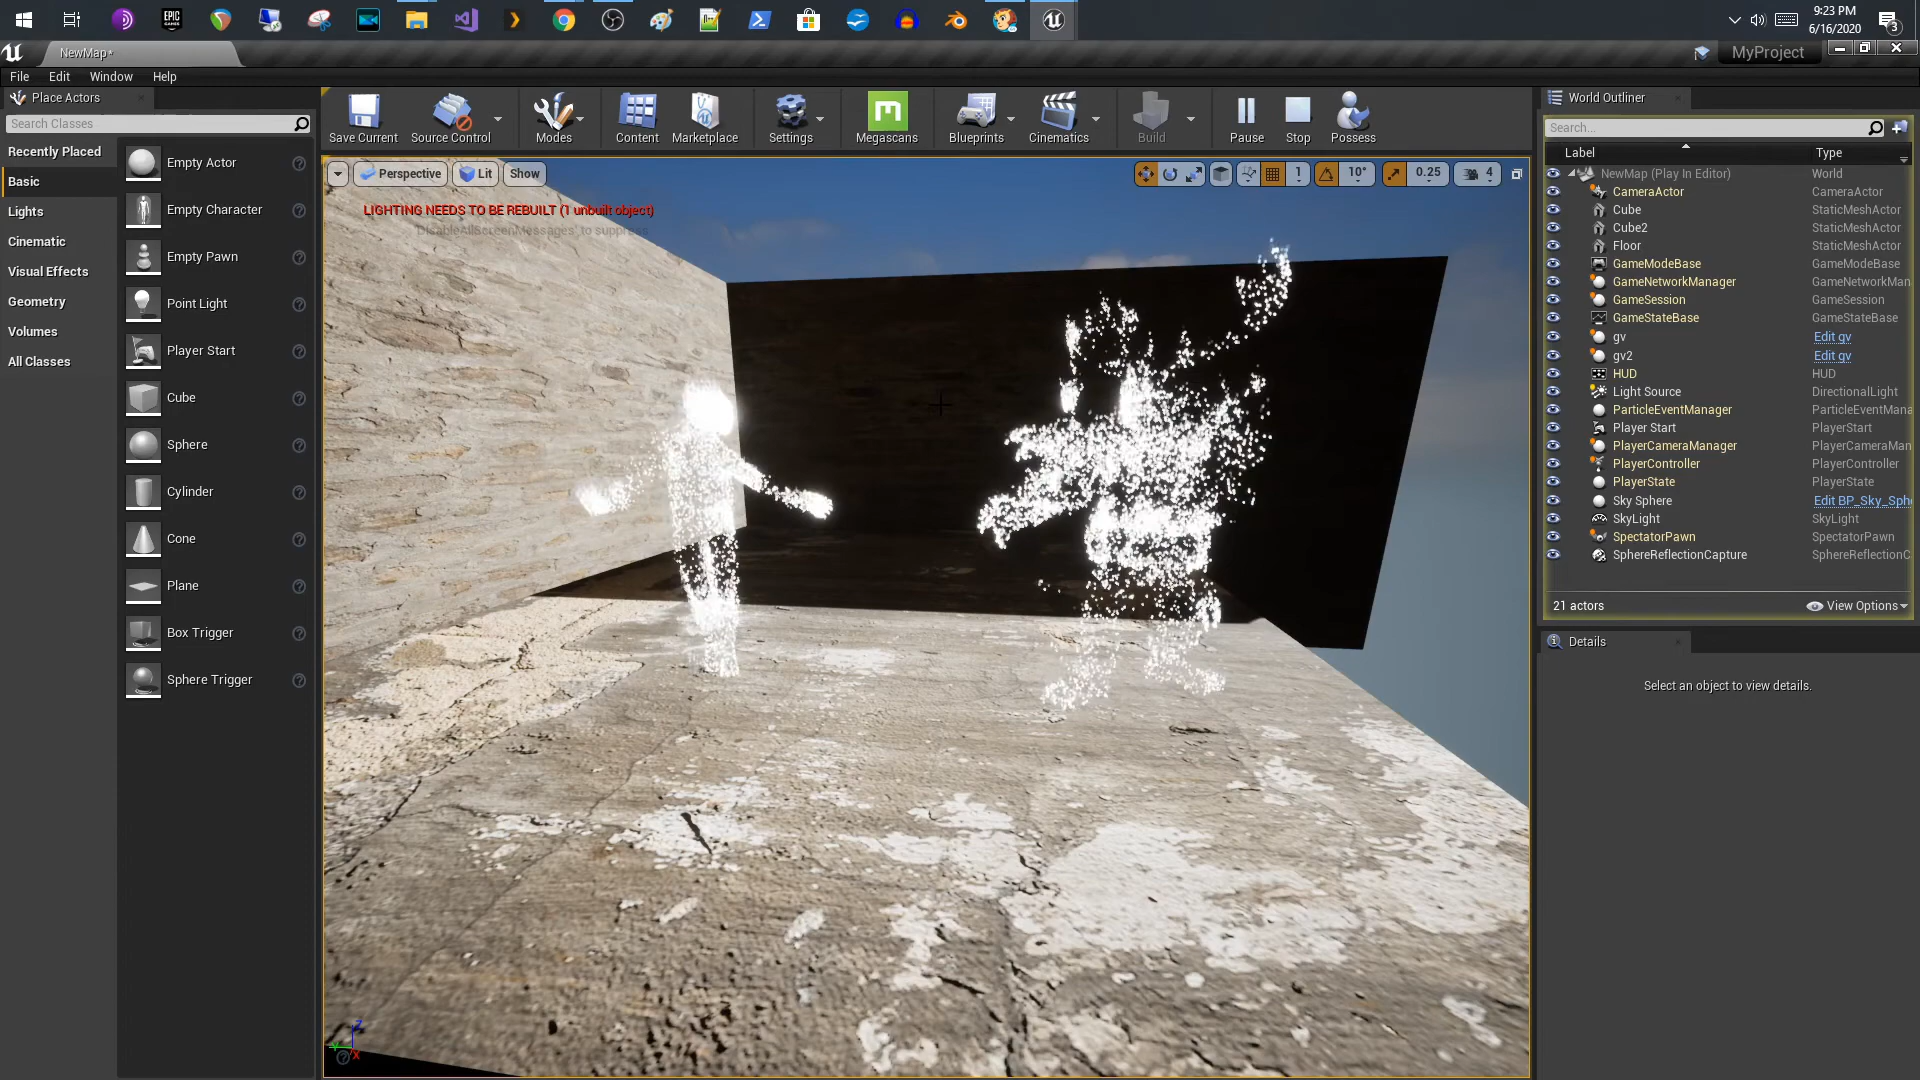 9:23 PM
6/16/2020
3
NewMap*
MyProject
File Edit Window Help
Place Actors
Search Classes
Recently Placed
Basic
Lights
Cinematic
Visual Effects
Geometry
Volumes
All Classes
Empty Actor
Empty Character
Empty Pawn
Point Light
Player Start
Cube
Sphere
Cylinder
Cone
Plane
Box Trigger
Sphere Trigger
Save Current Source Control Modes Content Marketplace Settings Megascans Blueprints Cinematics Build Pause Stop Possess
Perspective Lit Show 1 10° 0.25 4
LIGHTING NEEDS TO BE REBUILT (1 unbuilt object)
'DisableAllScreenMessages' to suppress
World Outliner
Search...
Label Type
NewMap (Play In Editor) World
CameraActor CameraActor
Cube StaticMeshActor
Cube2 StaticMeshActor
Floor StaticMeshActor
GameModeBase GameModeBase
GameNetworkManager GameNetworkMan
GameSession GameSession
GameStateBase GameStateBase
gv Edit gv
gv2 Edit gv
HUD HUD
Light Source DirectionalLight
ParticleEventManager ParticleEventMana
Player Start PlayerStart
PlayerCameraManager PlayerCameraMan
PlayerController PlayerController
PlayerState PlayerState
Sky Sphere Edit BP_Sky_Sph
SkyLight SkyLight
SpectatorPawn SpectatorPawn
SphereReflectionCapture SphereReflectionC
21 actors View Options
Details
Select an object to view details.
EPIC
GAMES